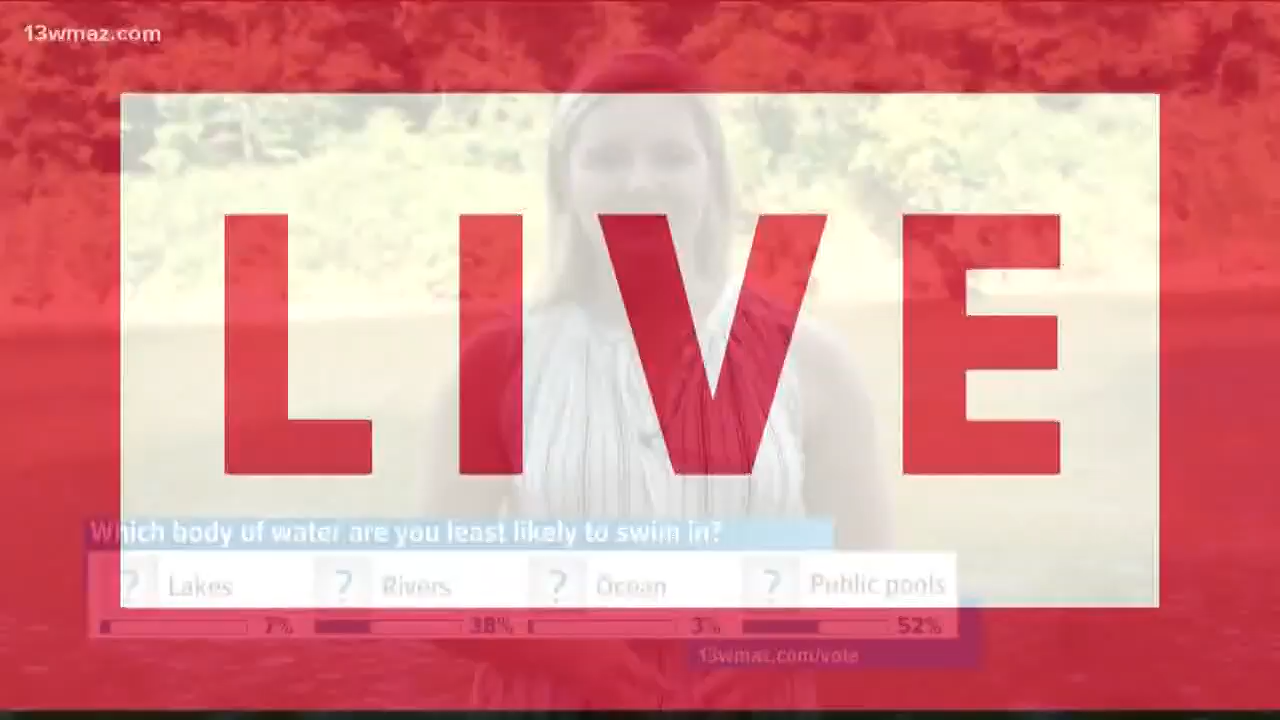 13wmaz.com
LIVE
Which body of water are you least likely to swim in?
? Lakes ? Rivers ? Ocean ? Public pools
7% 38% 3% 52%
13wmaz.com/vote